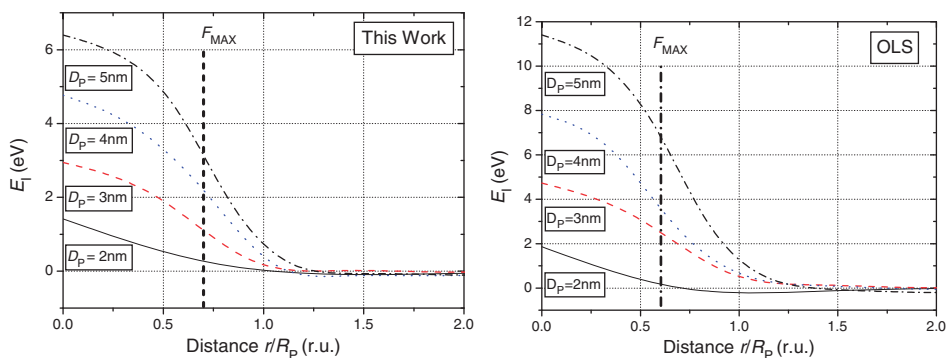 This Work
F_MAX
D_P = 5nm
D_P = 4nm
D_P = 3nm
D_P = 2nm
6
4
2
0
E_I (eV)
0.0 0.5 1.0 1.5 2.0
Distance r/R_P (r.u.)
OLS
F_MAX
D_P=5nm
D_P=4nm
D_P=3nm
D_P=2nm
12
10
8
6
4
2
0
E_I (eV)
0.0 0.5 1.0 1.5 2.0
Distance r/R_P (r.u.)